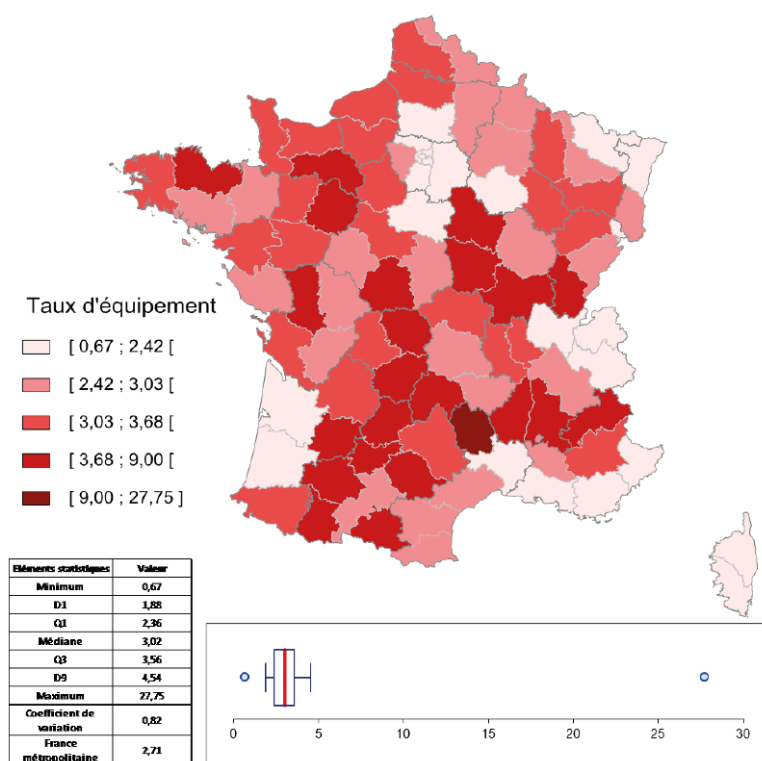 Taux d'équipement
[ 0,67 ; 2,42 [
[ 2,42 ; 3,03 [
[ 3,03 ; 3,68 [
[ 3,68 ; 9,00 [
[ 9,00 ; 27,75 ]
Eléments statistiques Valeur
Minimum 0,67
D1 1,88
Q1 2,36
Médiane 3,02
Q3 3,56
D9 4,54
Maximum 27,75
Coefficient de
variation 0,82
France
métropolitaine 2,71
0 5 10 15 20 25 30